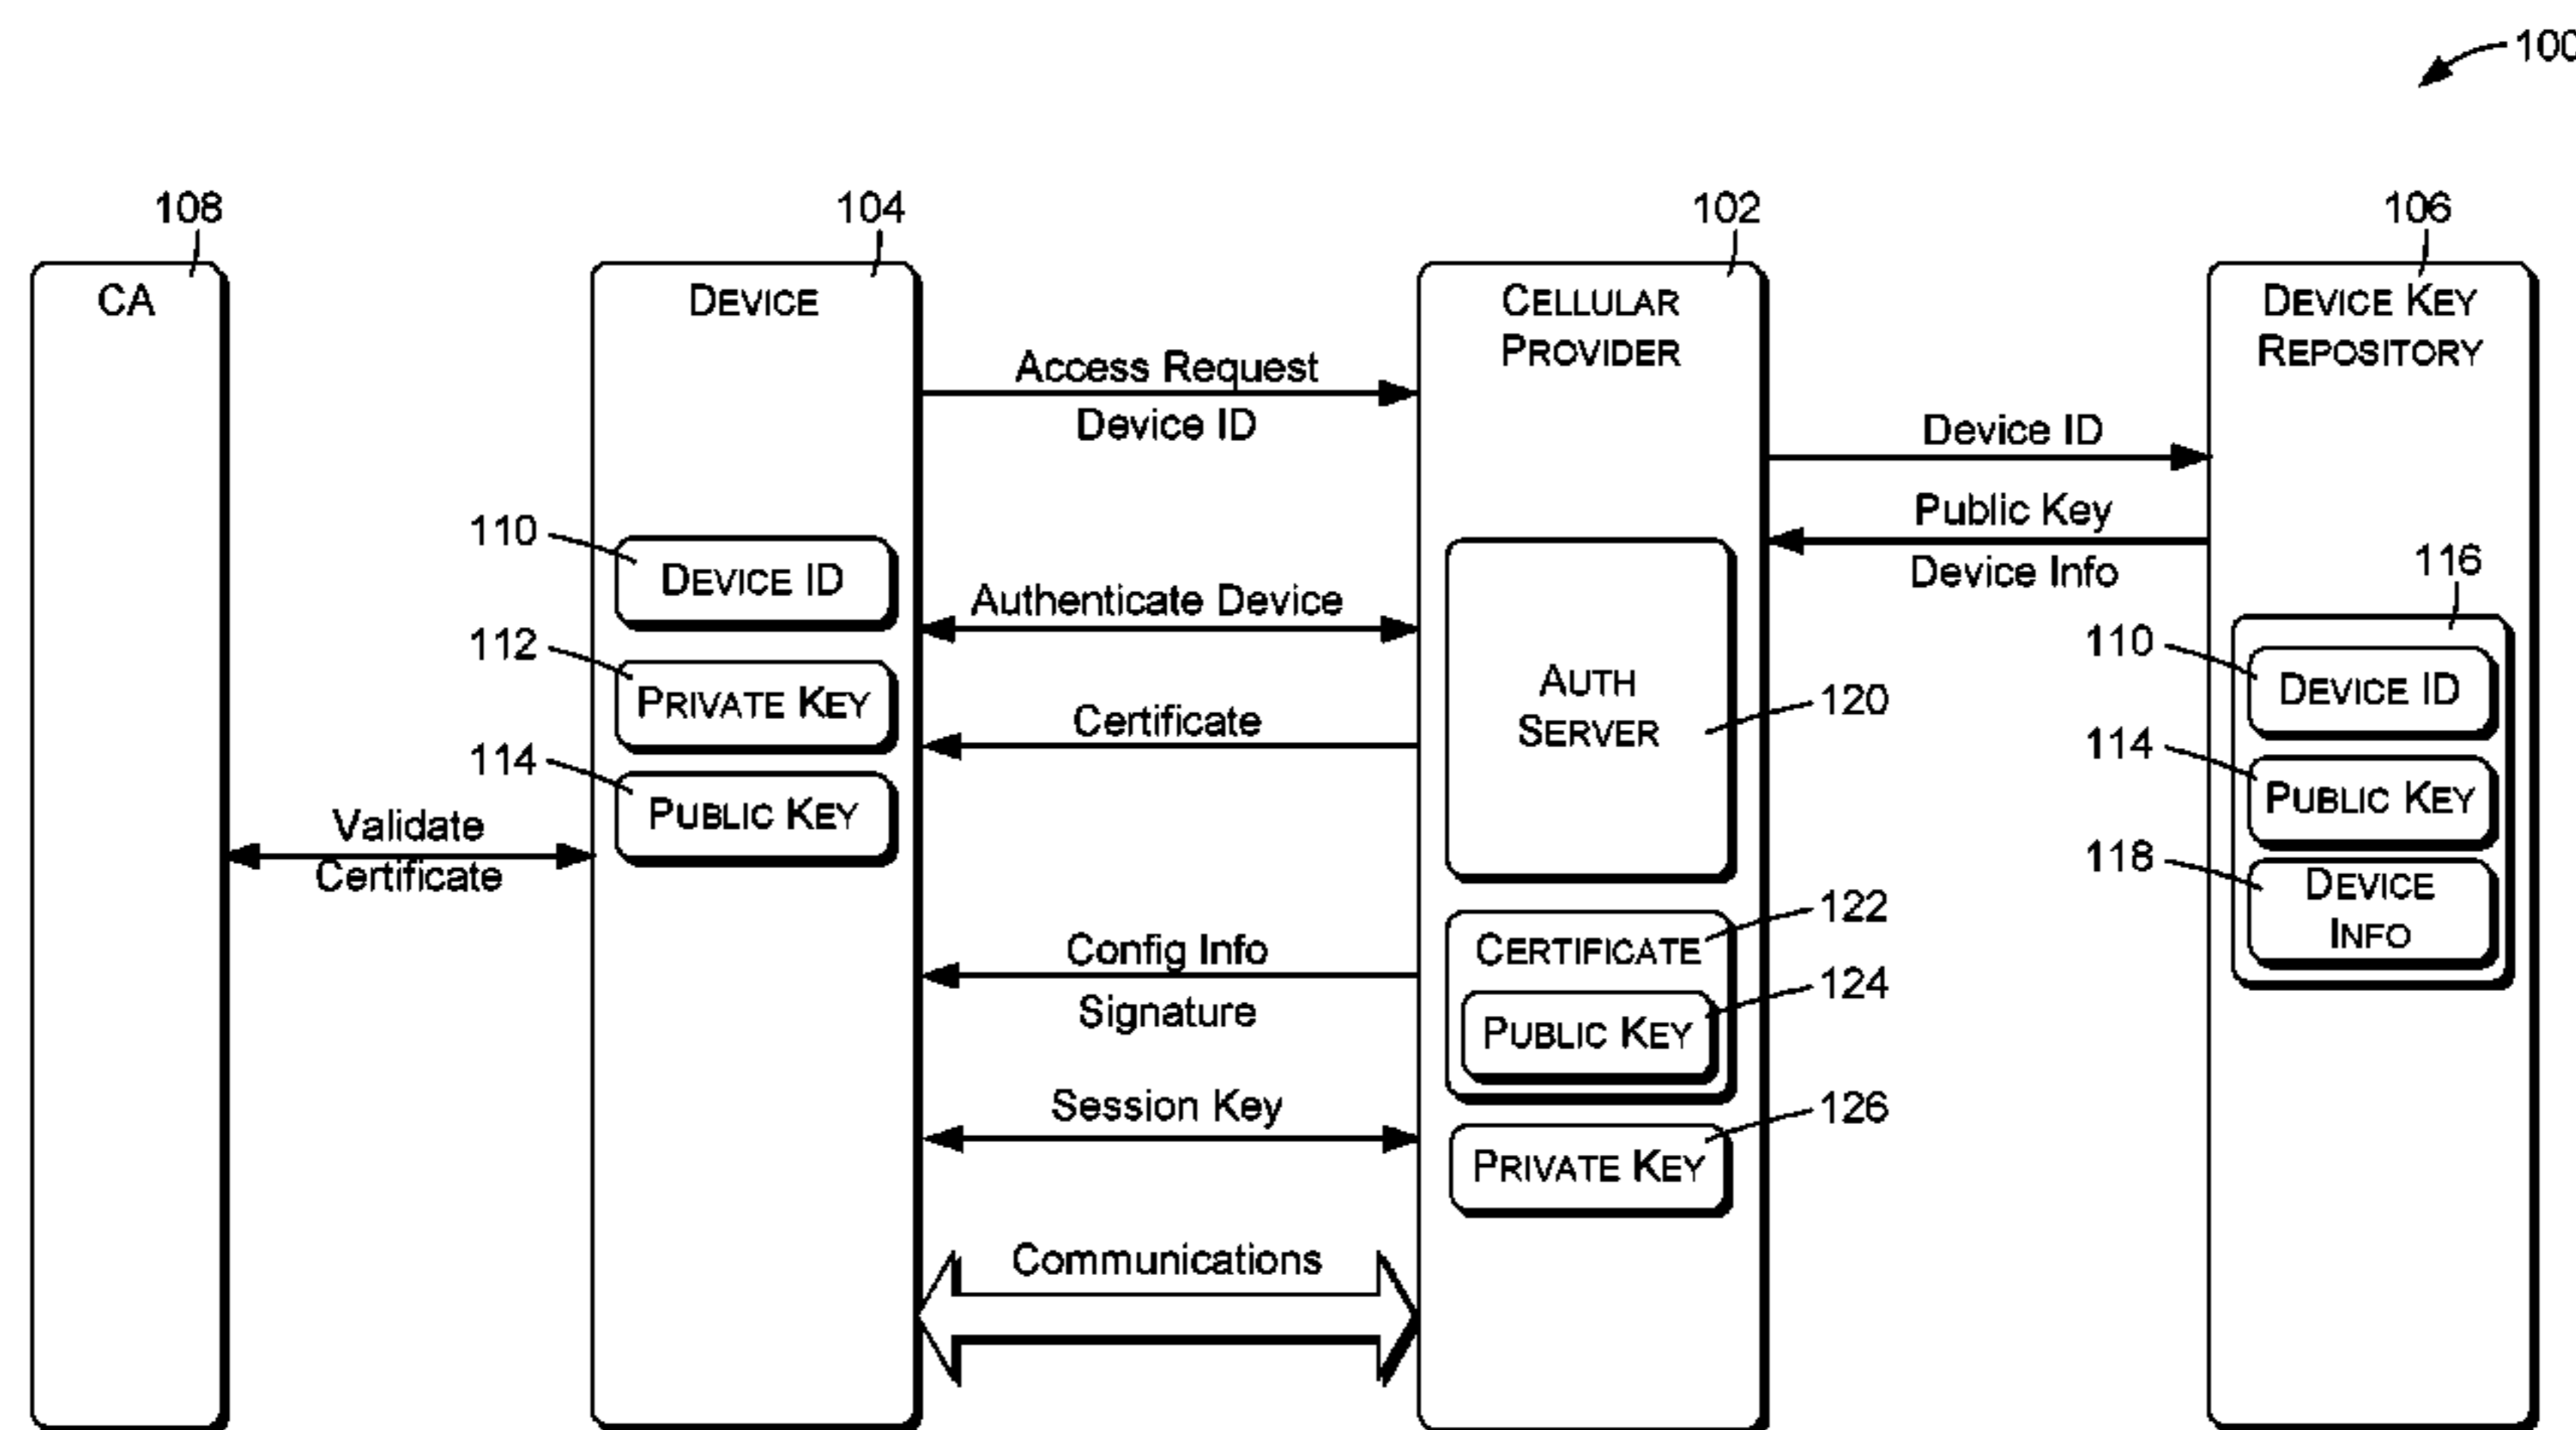 100
108
104
102
106
CA
DEVICE
CELLULAR
PROVIDER
DEVICE KEY
REPOSITORY
Access Request
Device ID
Device ID
Public Key
Device Info
110
DEVICE ID
112
PRIVATE KEY
114
PUBLIC KEY
Authenticate Device
Certificate
Validate
Certificate
AUTH
SERVER
120
116
110
DEVICE ID
114
PUBLIC KEY
118
DEVICE
INFO
Config Info
Signature
122
CERTIFICATE
124
PUBLIC KEY
Session Key
126
PRIVATE KEY
Communications